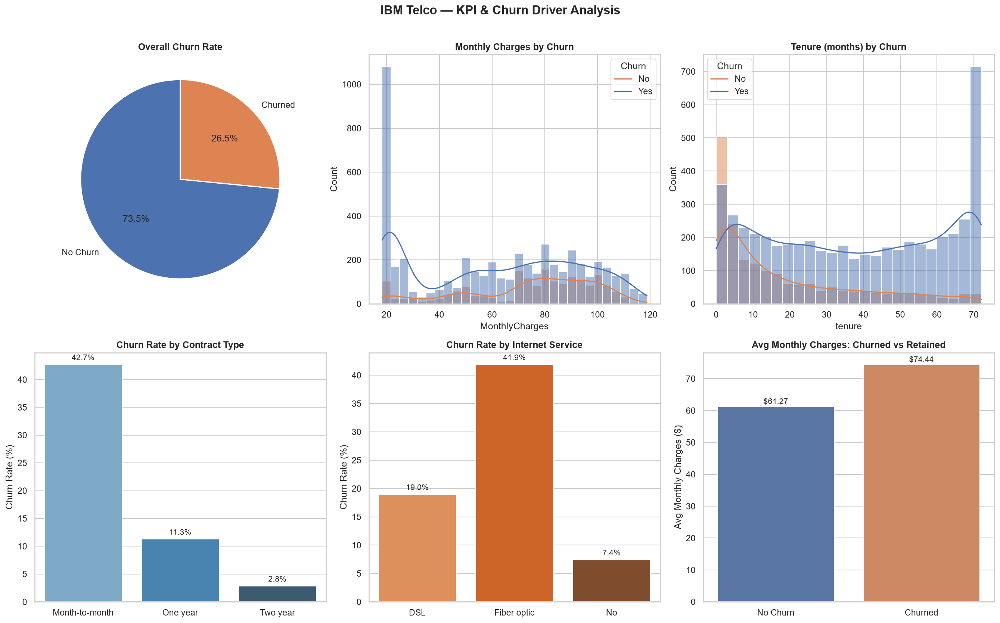 IBM Telco — KPI & Churn Driver Analysis
Overall Churn Rate
Churned
26.5%
73.5%
No Churn
Monthly Charges by Churn
Churn
No
Yes
1000
800
600
400
200
0
Count
20 40 60 80 100 120
MonthlyCharges
Tenure (months) by Churn
Churn
No
Yes
700
600
500
400
300
200
100
0
Count
0 10 20 30 40 50 60 70
tenure
Churn Rate by Contract Type
42.7%
11.3%
2.8%
40
35
30
25
20
15
10
5
0
Churn Rate (%)
Month-to-month One year Two year
Churn Rate by Internet Service
41.9%
19.0%
7.4%
40
35
30
25
20
15
10
5
0
Churn Rate (%)
DSL Fiber optic No
Avg Monthly Charges: Churned vs Retained
$74.44
$61.27
70
60
50
40
30
20
10
0
Avg Monthly Charges ($)
No Churn Churned